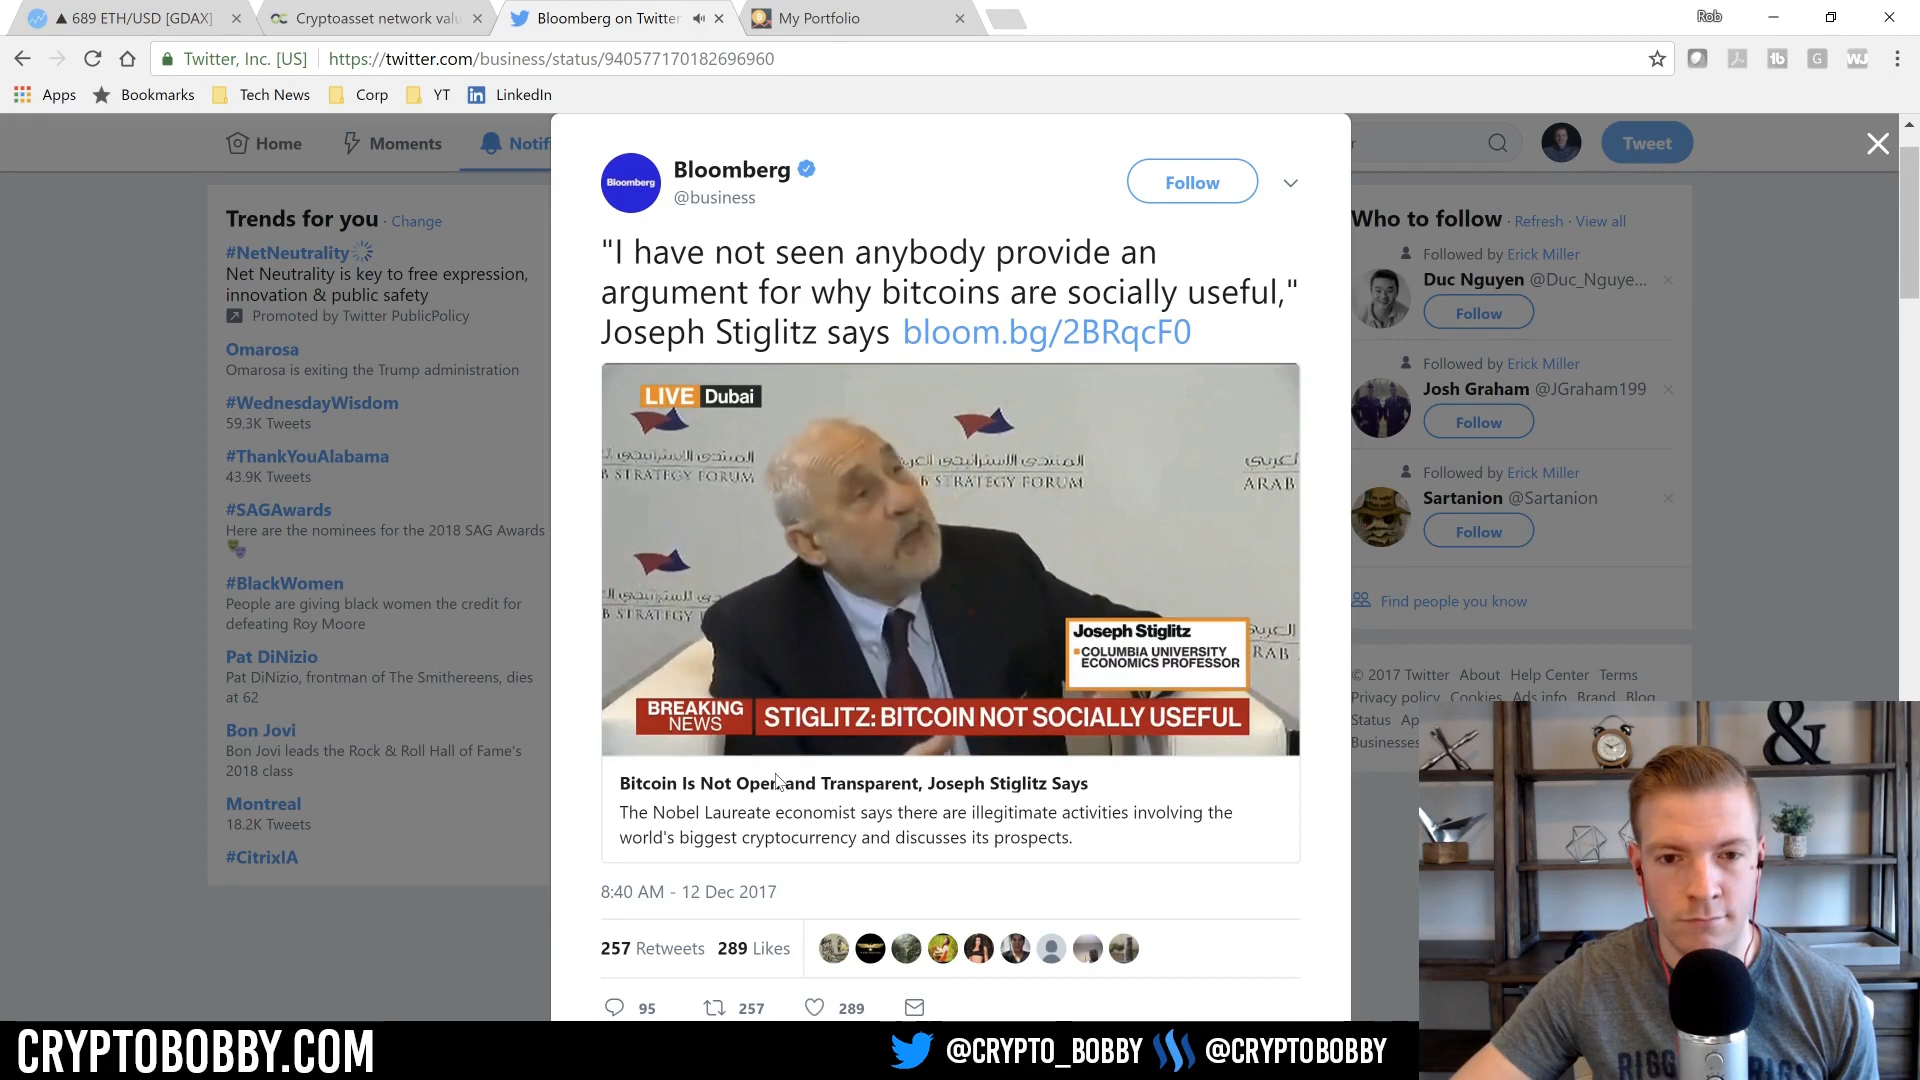 ▲ 689 ETH/USD [GDAX]
Cryptoasset network valu
Bloomberg on Twitter
My Portfolio
Rob
Twitter, Inc. [US]
https://twitter.com/business/status/940577170182696960
Apps
Bookmarks
Tech News
Corp
YT
LinkedIn
Home
Moments
Notif
Tweet
Trends for you · Change
#NetNeutrality
Net Neutrality is key to free expression,
innovation & public safety
Promoted by Twitter PublicPolicy
Omarosa
Omarosa is exiting the Trump administration
#WednesdayWisdom
59.3K Tweets
#ThankYouAlabama
43.9K Tweets
#SAGAwards
Here are the nominees for the 2018 SAG Awards
#BlackWomen
People are giving black women the credit for
defeating Roy Moore
Pat DiNizio
Pat DiNizio, frontman of The Smithereens, dies
at 62
Bon Jovi
Bon Jovi leads the Rock & Roll Hall of Fame's
2018 class
Montreal
18.2K Tweets
#CitrixIA
Bloomberg
Bloomberg
@business
Follow
"I have not seen anybody provide an
argument for why bitcoins are socially useful,"
Joseph Stiglitz says bloom.bg/2BRqcF0
LIVE Dubai
B STRATEGY FORUM
B STRATEGY FORUM
ARAB
B STRATEGY
RAB
Joseph Stiglitz
COLUMBIA UNIVERSITY
ECONOMICS PROFESSOR
BREAKING
NEWS
STIGLITZ: BITCOIN NOT SOCIALLY USEFUL
Bitcoin Is Not Open and Transparent, Joseph Stiglitz Says
The Nobel Laureate economist says there are illegitimate activities involving the
world's biggest cryptocurrency and discusses its prospects.
8:40 AM - 12 Dec 2017
257 Retweets 289 Likes
95
257
289
Who to follow · Refresh · View all
Followed by Erick Miller
Duc Nguyen @Duc_Nguye...
Follow
Followed by Erick Miller
Josh Graham @JGraham199
Follow
Followed by Erick Miller
Sartanion @Sartanion
Follow
Find people you know
© 2017 Twitter About Help Center Terms
Privacy policy Cookies Ads info Brand Blog
Status Ap
Businesses
&
CRYPTOBOBBY.COM
@CRYPTO_BOBBY
@CRYPTOBOBBY